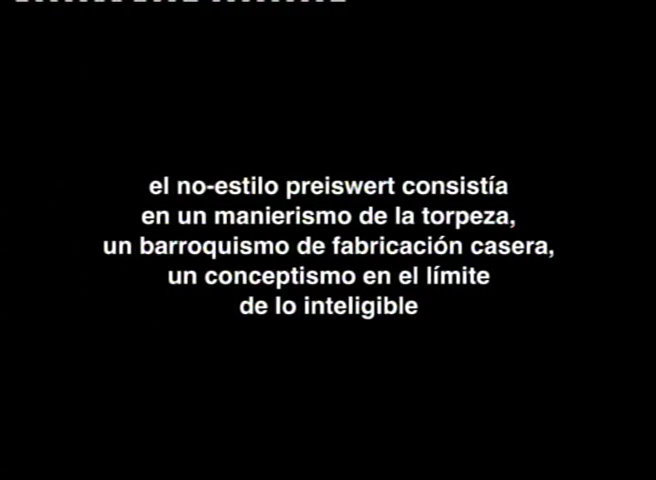 el no-estilo preiswert consistía
en un manierismo de la torpeza,
un barroquismo de fabricación casera,
un conceptismo en el límite
de lo inteligible